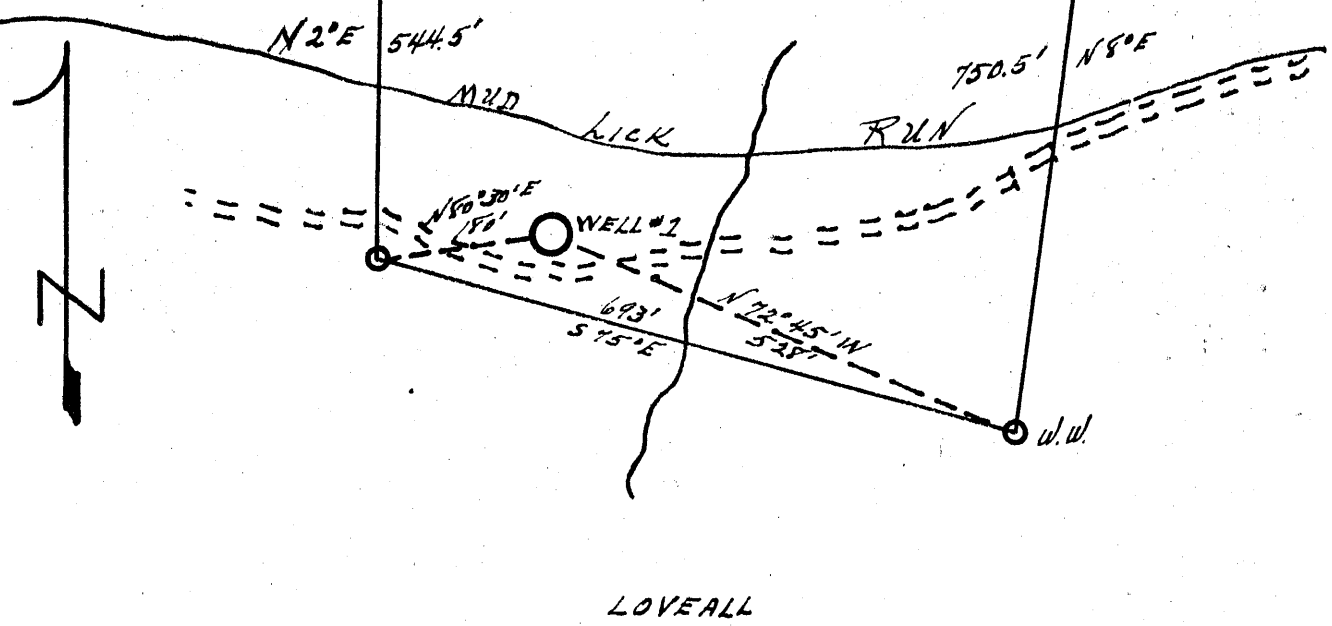 N 2° E 544.5'
750.5' N 8° E
MUD LICK RUN
N 80° 30' E
180'
WELL #1
693'
S 75° E
N 72° 45' W
528'
W.W.
N
LOVEALL